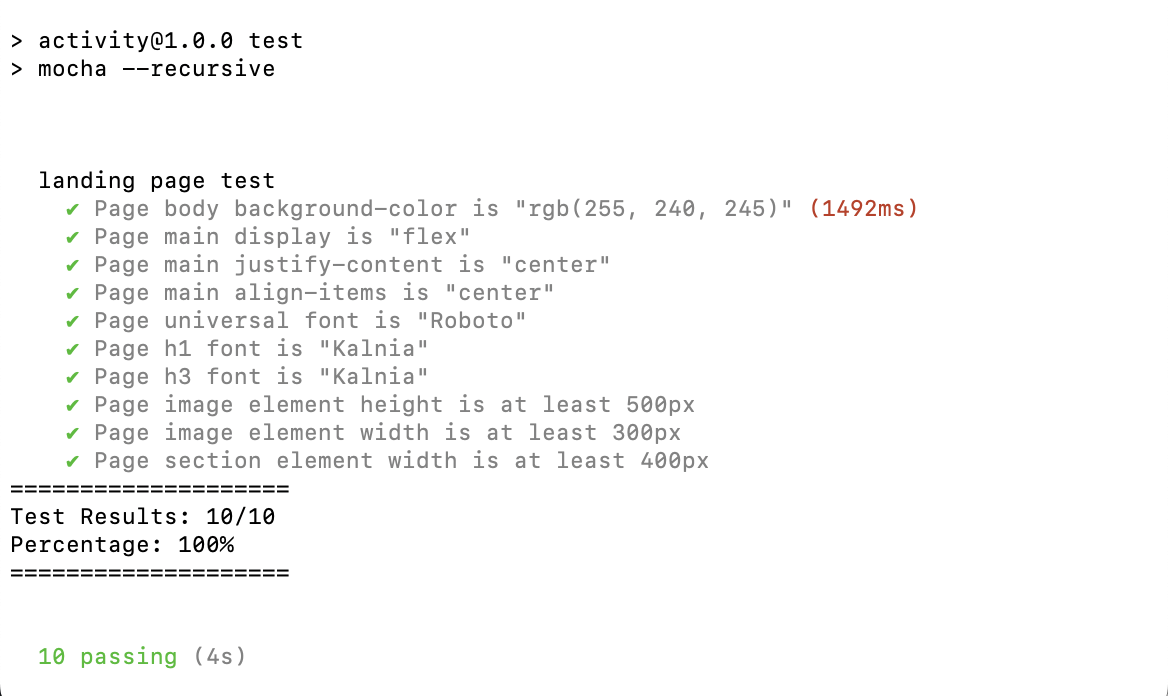 > activity@1.0.0 test
> mocha --recursive
landing page test
✔ Page body background-color is "rgb(255, 240, 245)" (1492ms)
✔ Page main display is "flex"
✔ Page main justify-content is "center"
✔ Page main align-items is "center"
✔ Page universal font is "Roboto"
✔ Page h1 font is "Kalnia"
✔ Page h3 font is "Kalnia"
✔ Page image element height is at least 500px
✔ Page image element width is at least 300px
✔ Page section element width is at least 400px
====================
Test Results: 10/10
Percentage: 100%
====================
10 passing (4s)